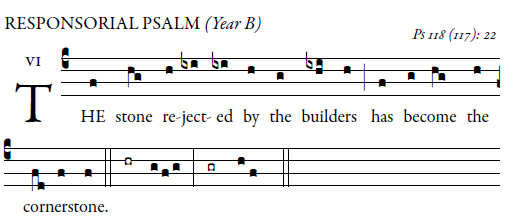 RESPONSORIAL PSALM (Year B)
Ps 118 (117): 22
VI
THE stone re-ject-ed by the builders has become the
cornerstone.